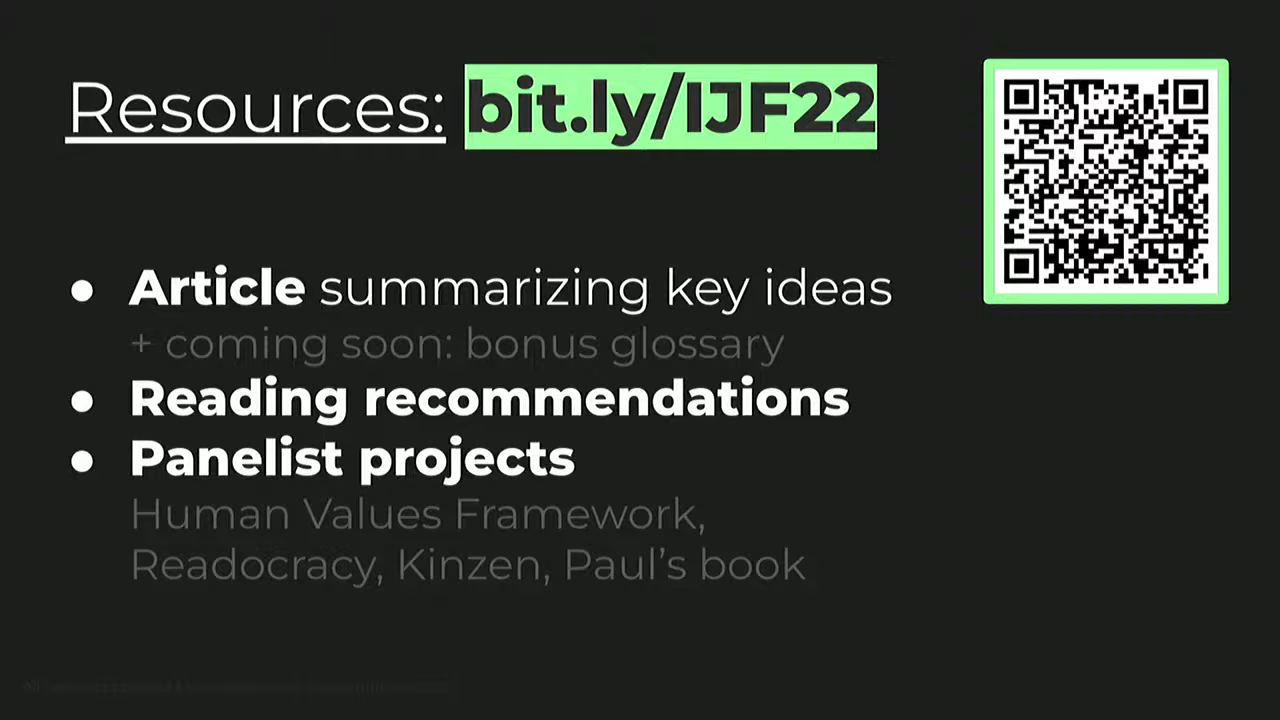 Resources: bit.ly/IJF22
● Article summarizing key ideas
+ coming soon: bonus glossary
● Reading recommendations
● Panelist projects
Human Values Framework,
Readocracy, Kinzen, Paul’s book